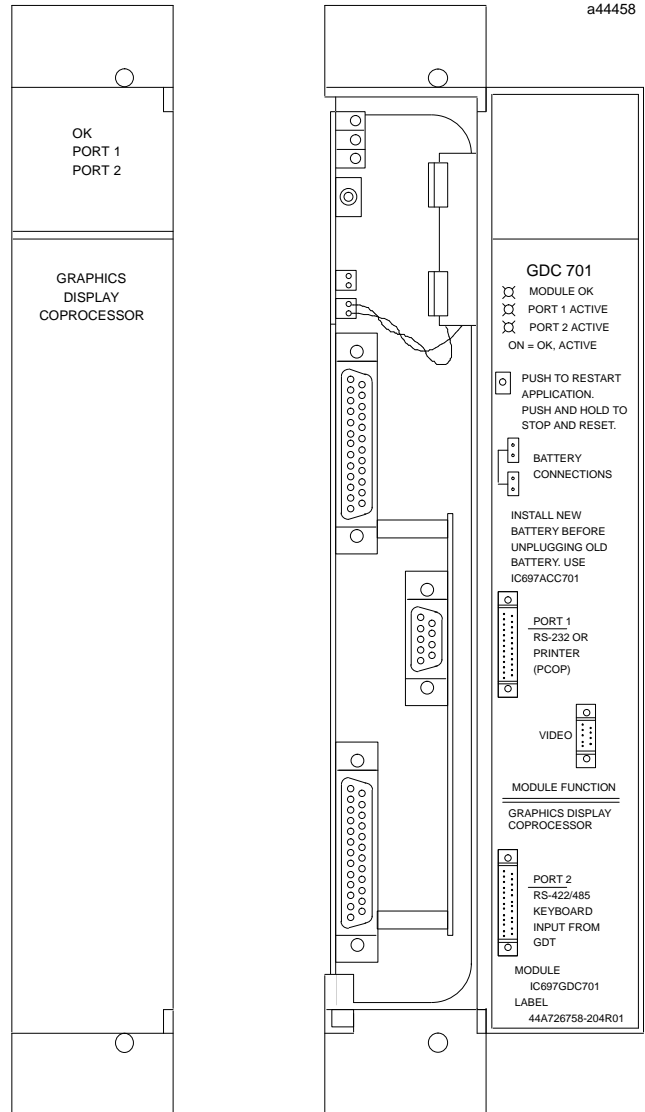 a44458
OK
PORT 1
PORT 2
GRAPHICS
DISPLAY
COPROCESSOR
GDC 701
MODULE OK
PORT 1 ACTIVE
PORT 2 ACTIVE
ON = OK, ACTIVE
PUSH TO RESTART
APPLICATION.
PUSH AND HOLD TO
STOP AND RESET.
BATTERY
CONNECTIONS
INSTALL NEW
BATTERY BEFORE
UNPLUGGING OLD
BATTERY. USE
IC697ACC701
PORT 1
RS-232 OR
PRINTER
(PCOP)
VIDEO
MODULE FUNCTION
GRAPHICS DISPLAY
COPROCESSOR
PORT 2
RS-422/485
KEYBOARD
INPUT FROM
GDT
MODULE
IC697GDC701
LABEL
44A726758-204R01